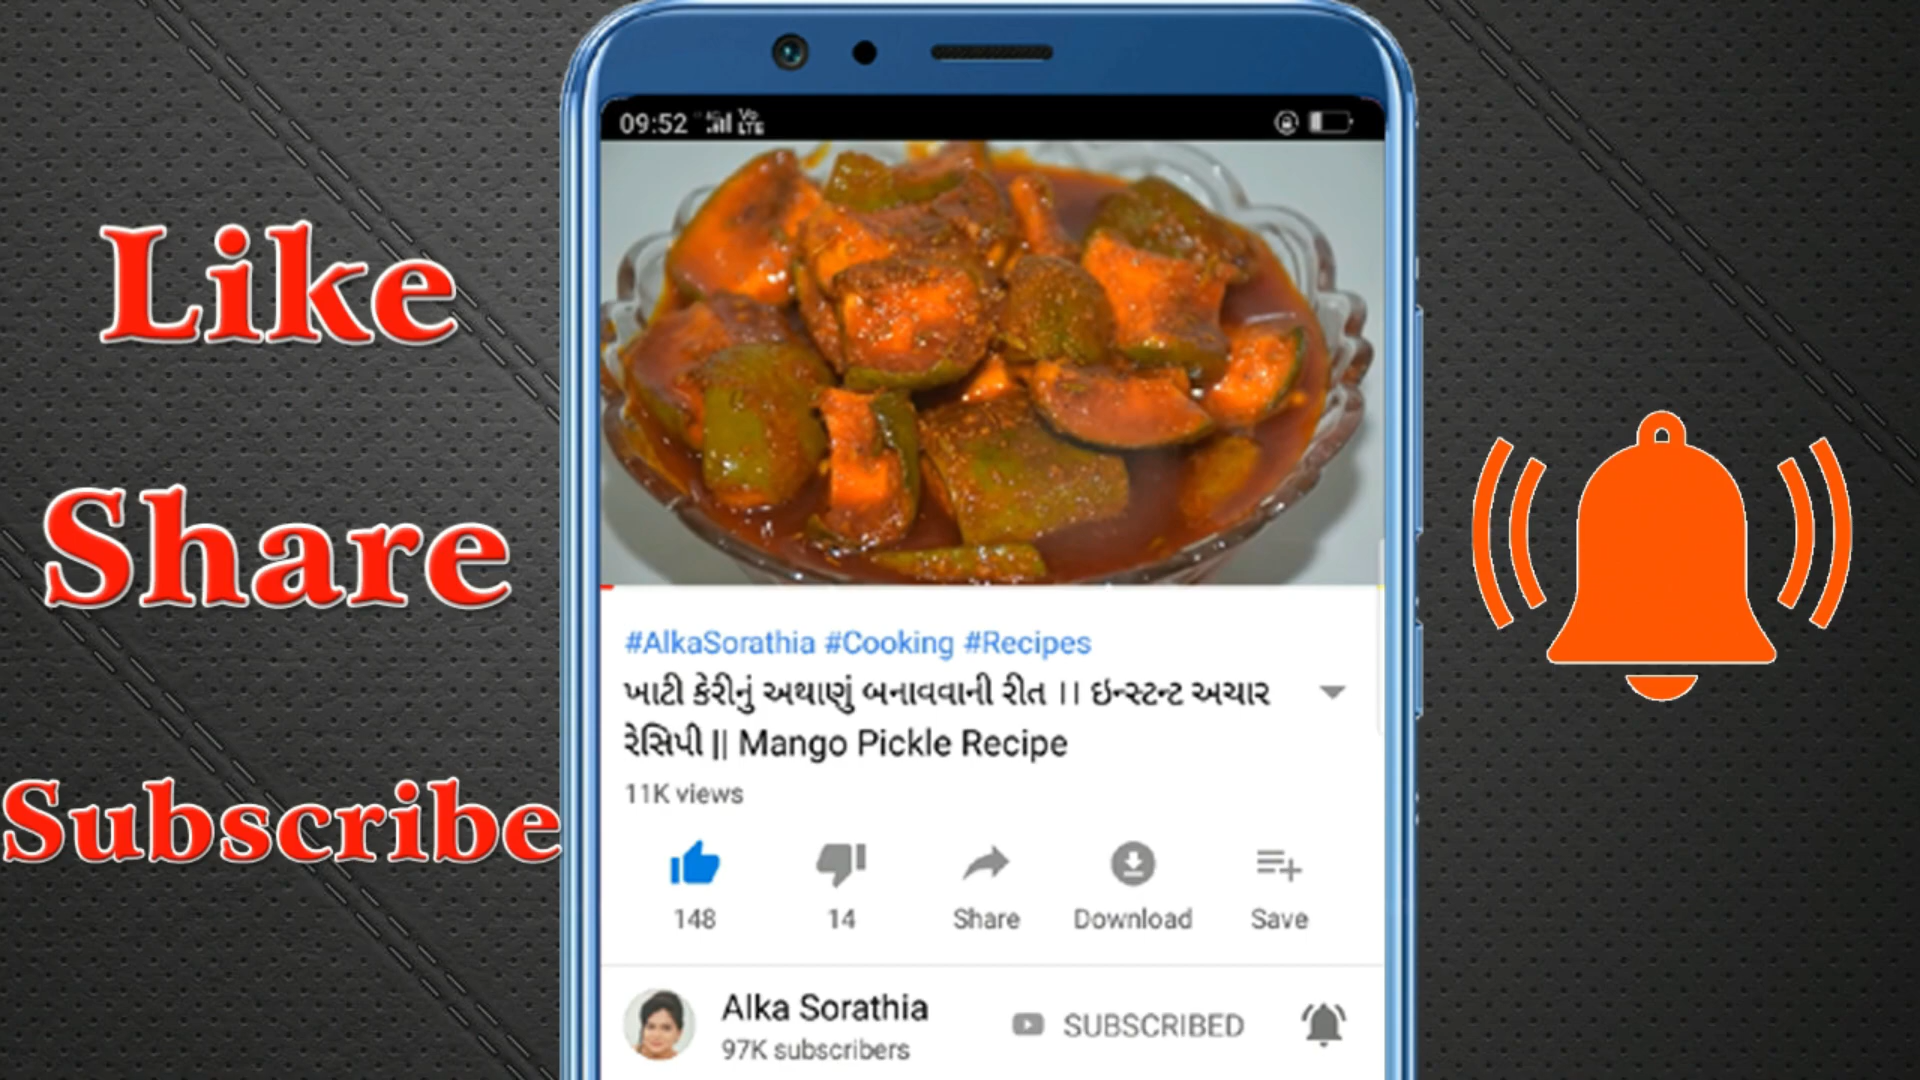 Like
Share
Subscribe
09:52
#AlkaSorathia #Cooking #Recipes
ખાટી કેરીનું અથાણું બનાવવાની રીત ।। ઇન્સ્ટન્ટ અચાર
રેસિપી || Mango Pickle Recipe
11K views
148 14 Share Download Save
Alka Sorathia
97K subscribers
SUBSCRIBED